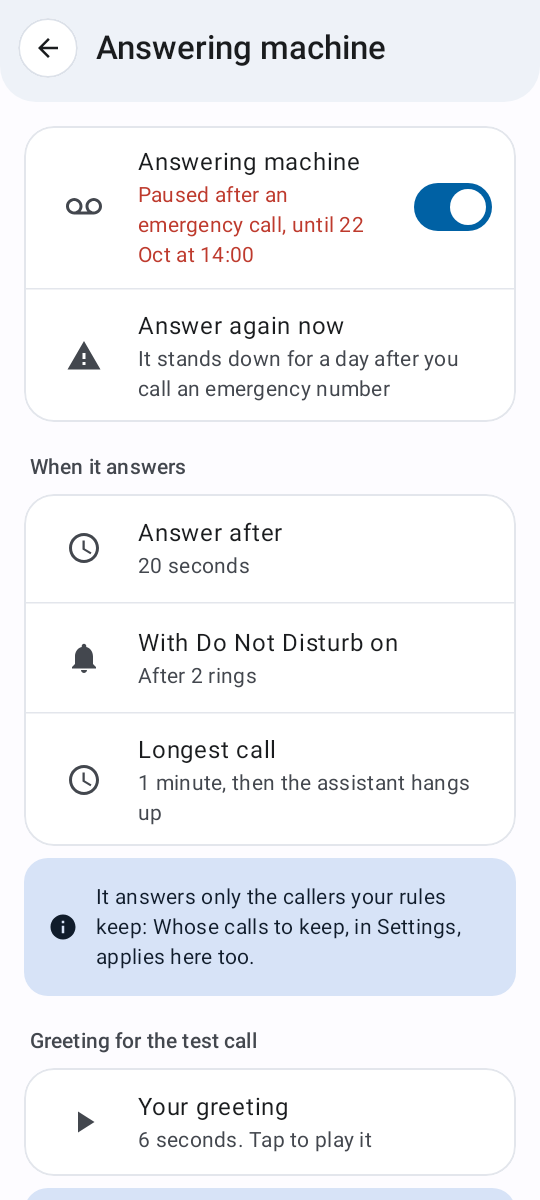 Answering machine
Answering machine
Paused after an
emergency call, until 22
Oct at 14:00
Answer again now
It stands down for a day after you
call an emergency number
When it answers
Answer after
20 seconds
With Do Not Disturb on
After 2 rings
Longest call
1 minute, then the assistant hangs
up
It answers only the callers your rules
keep: Whose calls to keep, in Settings,
applies here too.
Greeting for the test call
Your greeting
6 seconds. Tap to play it